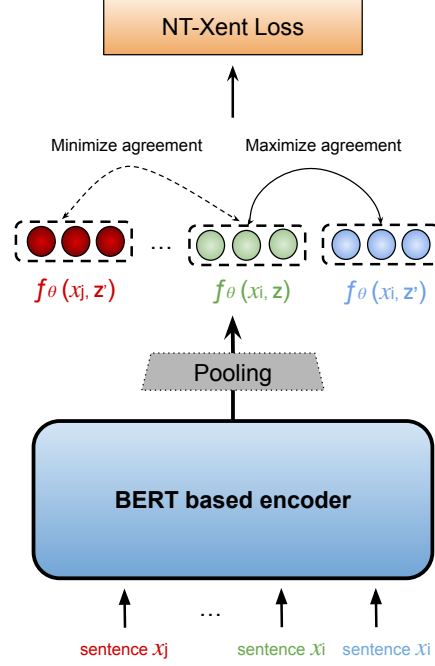 NT-Xent Loss
Minimize agreement Maximize agreement
...
fθ (xj, z') fθ (xi, z) fθ (xi, z')
Pooling
BERT based encoder
...
sentence xj sentence xi sentence xi